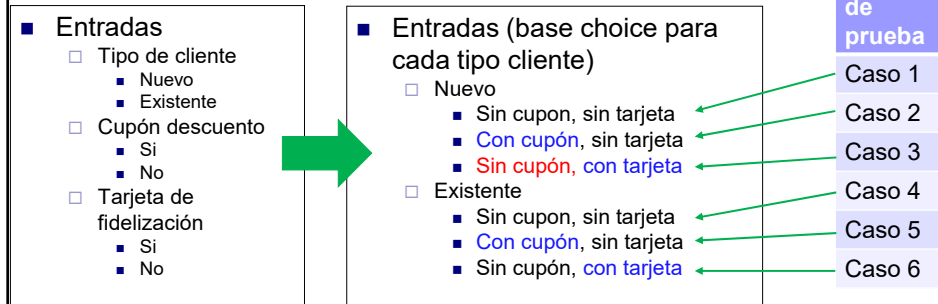 Entradas
Tipo de cliente
Nuevo
Existente
Cupón descuento
Si
No
Tarjeta de
fidelización
Si
No
Entradas (base choice para
cada tipo cliente)
Nuevo
Sin cupon, sin tarjeta
Con cupón, sin tarjeta
Sin cupón, con tarjeta
Existente
Sin cupon, sin tarjeta
Con cupón, sin tarjeta
Sin cupón, con tarjeta
de
prueba
Caso 1
Caso 2
Caso 3
Caso 4
Caso 5
Caso 6